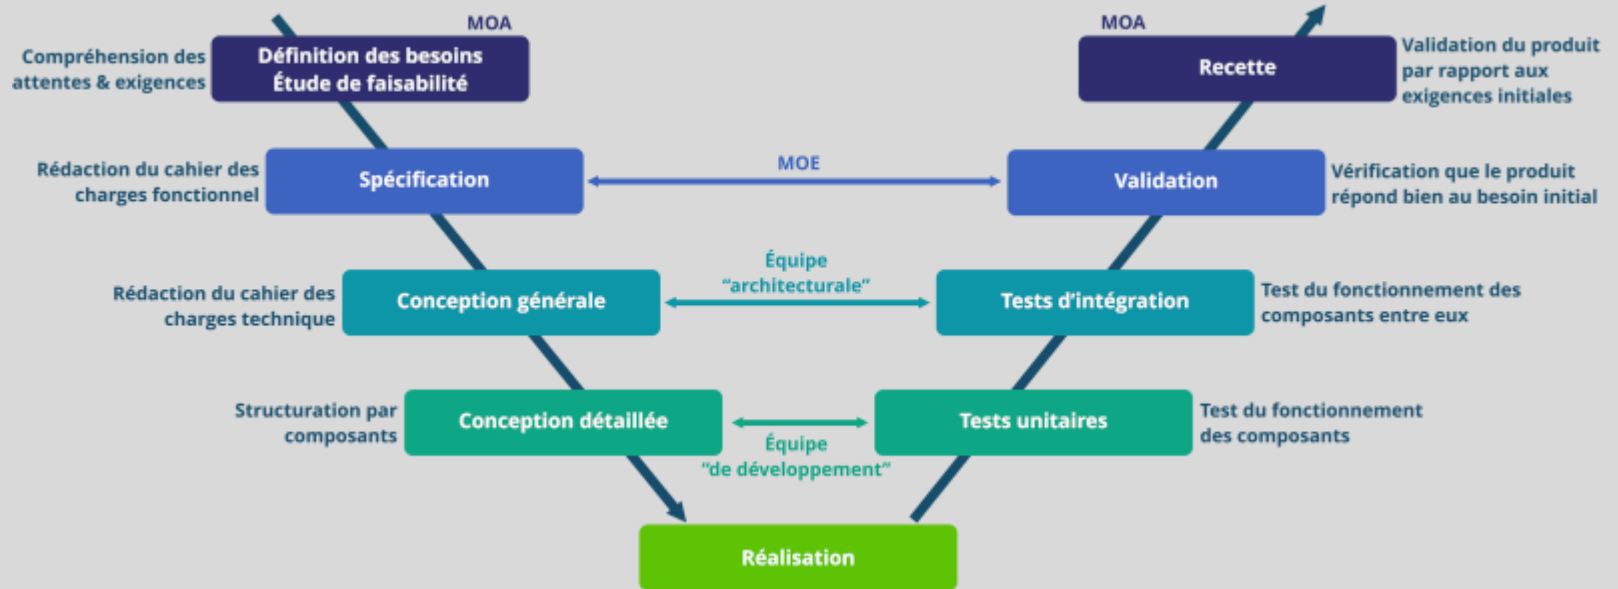 MOA
MOA
Compréhension des
attentes & exigences
Définition des besoins
Étude de faisabilité
Recette
Validation du produit
par rapport aux
exigences initiales
Rédaction du cahier des
charges fonctionnel
Spécification
MOE
Validation
Vérification que le produit
répond bien au besoin initial
Rédaction du cahier des
charges technique
Conception générale
Équipe
“architecturale”
Tests d’intégration
Test du fonctionnement des
composants entre eux
Structuration par
composants
Conception détaillée
Équipe
“de développement”
Tests unitaires
Test du fonctionnement
des composants
Réalisation